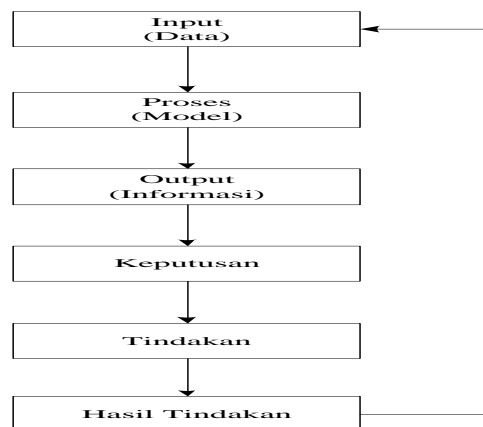 Input
(Data)
Proses
(Model)
Output
(Informasi)
Keputusan
Tindakan
Hasil Tindakan